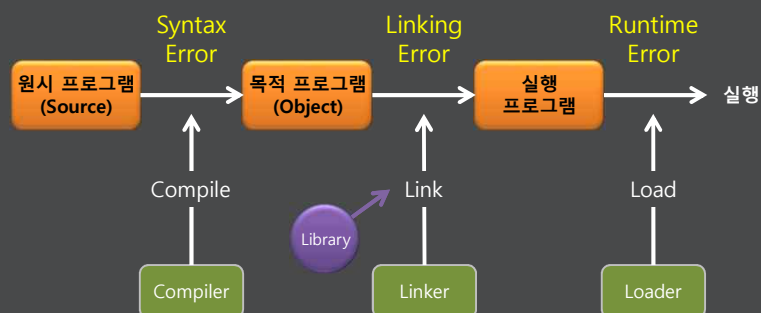 Syntax
Error
Linking
Error
Runtime
Error
원시 프로그램
(Source)
목적 프로그램
(Object)
실행
프로그램
실행
Compile
Link
Load
Library
Compiler
Linker
Loader